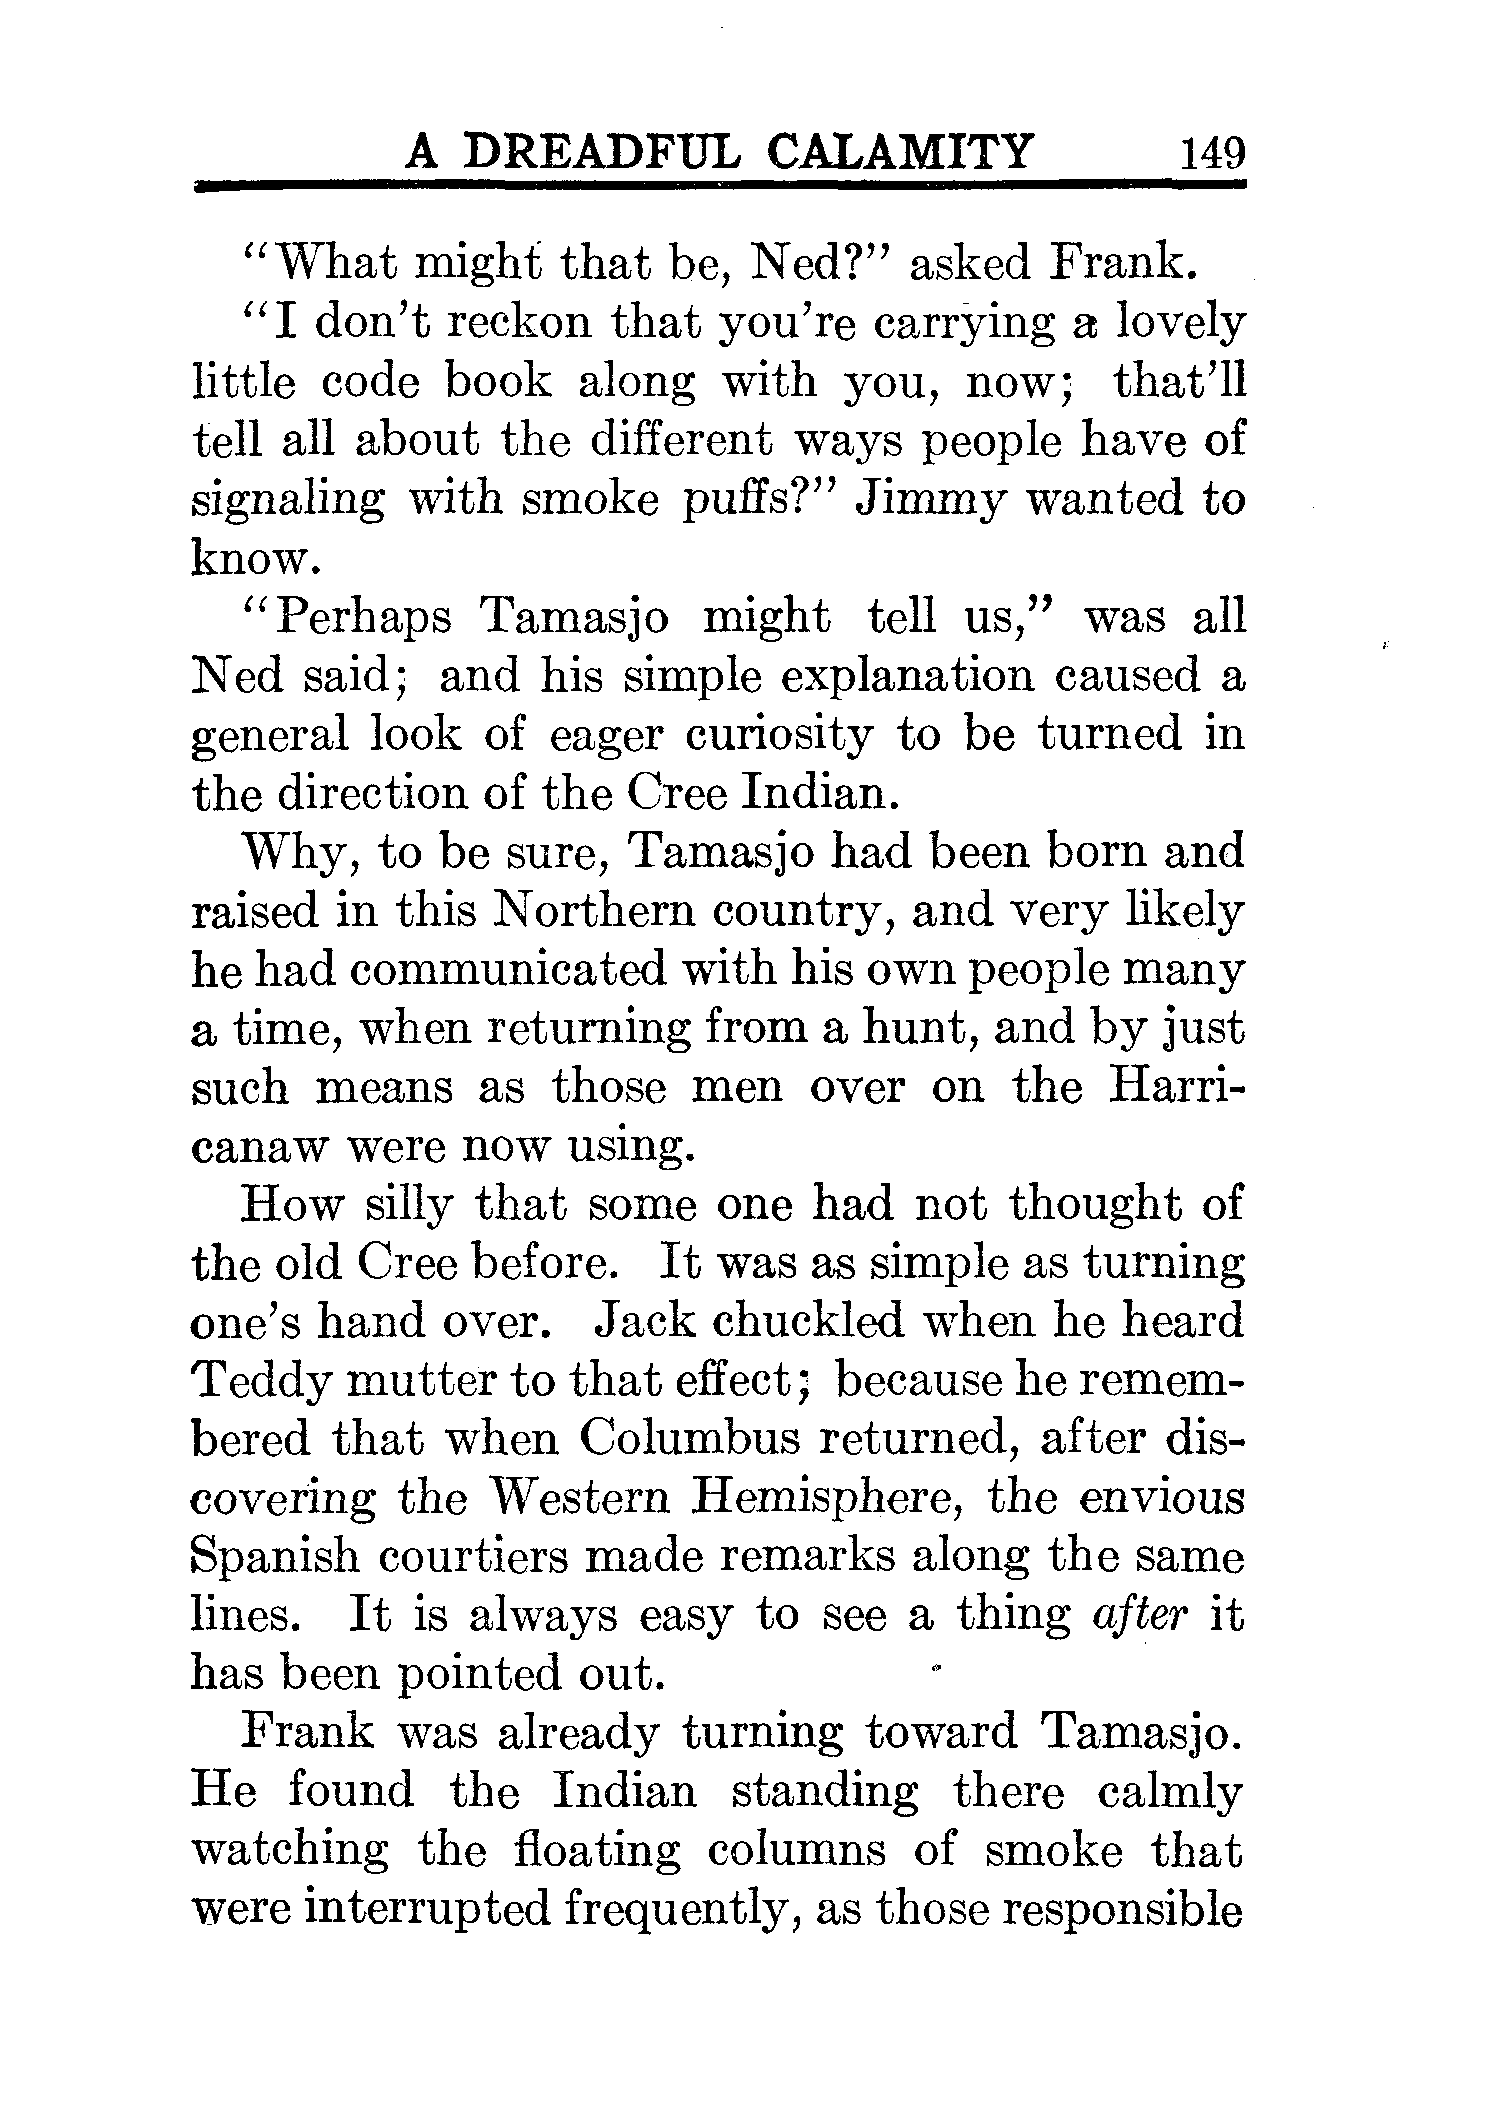 A DREADFUL CALAMITY 149
"What might that be, Ned?" asked Frank.
"I don't reckon that you're carrying a lovely
little code book along with you, now; that'll
tell all about the different ways people have of
signaling with smoke puffs?" Jimmy wanted to
know.
"Perhaps Tamasjo might tell us," was all
Ned said; and his simple explanation caused a
general look of eager curiosity to be turned in
the direction of the Cree Indian.
Why, to be sure, Tamasjo had been born and
raised in this Northern country, and very likely
he had communicated with his own people many
a time, when returning from a hunt, and by just
such means as those men over on the Harri-
canaw were now using.
How silly that some one had not thought of
the old Cree before. It was as simple as turning
one's hand over. Jack chuckled when he heard
Teddy mutter to that effect; because he remem-
bered that when Columbus returned, after dis-
covering the Western Hemisphere, the envious
Spanish courtiers made remarks along the same
lines. It is always easy to see a thing after it
has been pointed out.
Frank was already turning toward Tamasjo.
He found the Indian standing there calmly
watching the floating columns of smoke that
were interrupted frequently, as those responsible